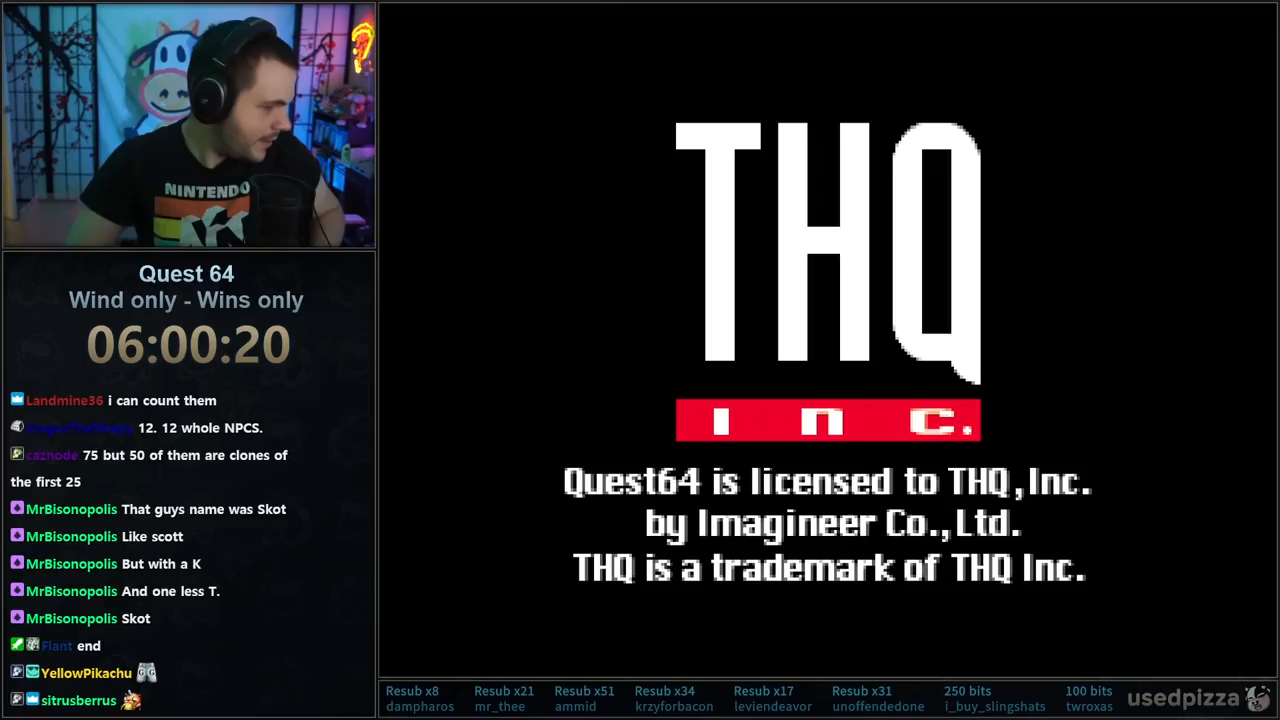 NINTENDO
THQ
Inc.
Quest64 is licensed to THQ,Inc.
by Imagineer Co.,Ltd.
THQ is a trademark of THQ Inc.
Quest 64
Wind only - Wins only
06:00:20
Landmine36 i can count them
12. 12 whole NPCS.
caznode 75 but 50 of them are clones of
the first 25
MrBisonopolis That guys name was Skot
MrBisonopolis Like scott
MrBisonopolis But with a K
MrBisonopolis And one less T.
MrBisonopolis Skot
Flant end
YellowPikachu
sitrusberrus
Resub x8
dampharos
Resub x21
mr_thee
Resub x51
ammid
Resub x34
krzyforbacon
Resub x17
leviendeavor
Resub x31
unoffendedone
250 bits
i_buy_slingshats
100 bits
twroxas
usedpizza